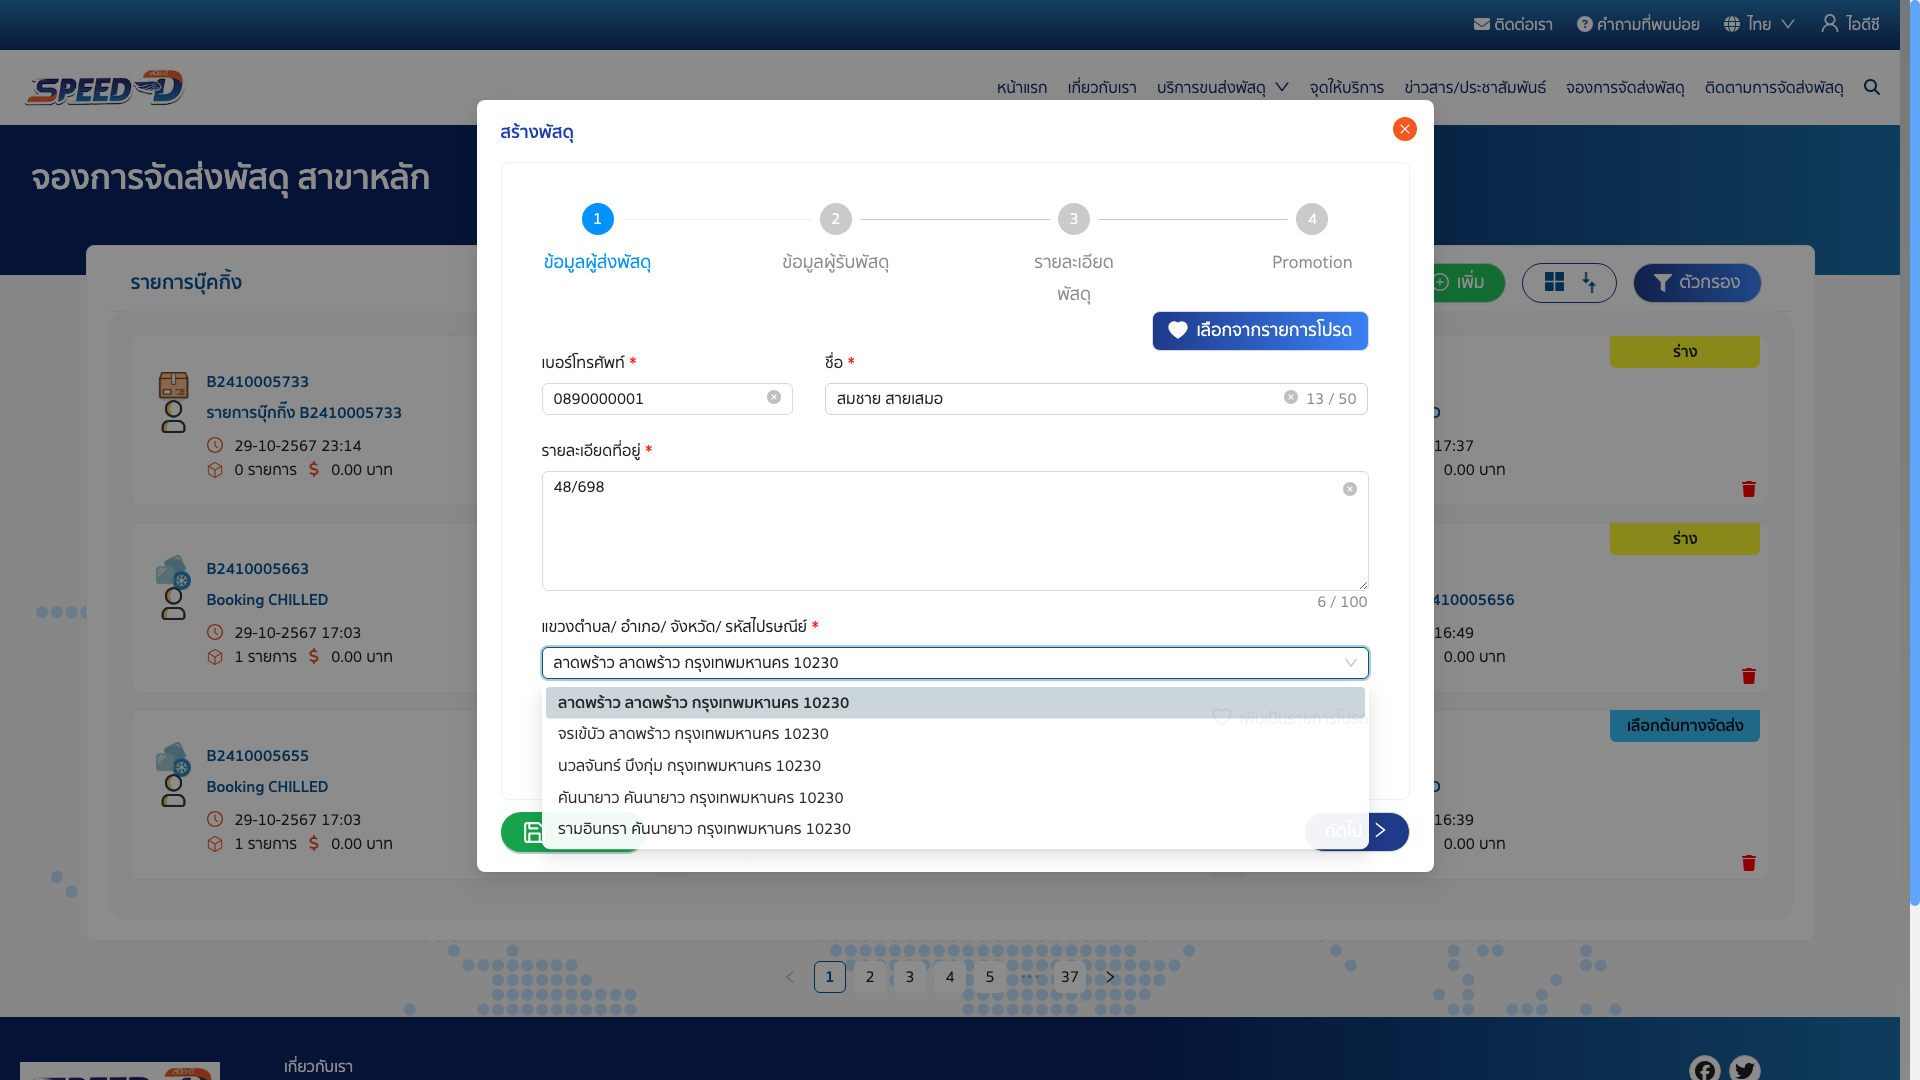 ติดต่อเรา
คำถามที่พบบ่อย
ไทย
ไอดีซี
SPEED-D
หน้าแรก
เกี่ยวกับเรา
บริการขนส่งพัสดุ
จุดให้บริการ
ข่าวสาร/ประชาสัมพันธ์
จองการจัดส่งพัสดุ
ติดตามการจัดส่งพัสดุ
จองการจัดส่งพัสดุ สาขาหลัก
รายการบุ๊คกิ้ง
เพิ่ม
ตัวกรอง
B2410005733
รายการบุ๊กกิ๊ง B2410005733
29-10-2567 23:14
0 รายการ $ 0.00 บาท
B2410005663
Booking CHILLED
29-10-2567 17:03
1 รายการ $ 0.00 บาท
B2410005655
Booking CHILLED
29-10-2567 17:03
1 รายการ $ 0.00 บาท
สร้างพัสดุ
1
2
3
4
ข้อมูลผู้ส่งพัสดุ
ข้อมูลผู้รับพัสดุ
รายละเอียด
พัสดุ
Promotion
เลือกจากรายการโปรด
เบอร์โทรศัพท์ *
ชื่อ *
0890000001
สมชาย สายเสมอ
13 / 50
รายละเอียดที่อยู่ *
48/698
6 / 100
แขวงตำบล/ อำเภอ/ จังหวัด/ รหัสไปรษณีย์ *
ลาดพร้าว ลาดพร้าว กรุงเทพมหานคร 10230
ลาดพร้าว ลาดพร้าว กรุงเทพมหานคร 10230
จรเข้บัว ลาดพร้าว กรุงเทพมหานคร 10230
นวลจันทร์ บึงกุ่ม กรุงเทพมหานคร 10230
คันนายาว คันนายาว กรุงเทพมหานคร 10230
รามอินทรา คันนายาว กรุงเทพมหานคร 10230
เพิ่มเป็นรายการโปรด
ถัดไป
ร่าง
17:37
0.00 บาท
ร่าง
410005656
16:49
0.00 บาท
เลือกต้นทางจัดส่ง
16:39
0.00 บาท
1
2
3
4
5
37
เกี่ยวกับเรา